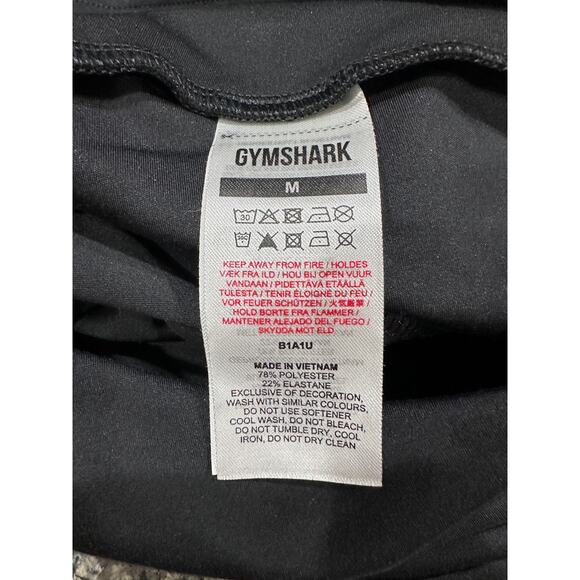 GYMSHARK
M
30
KEEP AWAY FROM FIRE / HOLDES
VÆK FRA ILD / HOU BIJ OPEN VUUR
VANDAAN / PIDETTÄVÄ ETÄÄLLÄ
TULESTA / TENIR ÉLOIGNÉ DU FEU /
VOR FEUER SCHÜTZEN / 火気厳禁 /
HOLD BORTE FRA FLAMMER /
MANTENER ALEJADO DEL FUEGO /
SKYDDA MOT ELD
B1A1U
MADE IN VIETNAM
78% POLYESTER
22% ELASTANE
EXCLUSIVE OF DECORATION,
WASH WITH SIMILAR COLOURS,
DO NOT USE SOFTENER
COOL WASH, DO NOT BLEACH,
DO NOT TUMBLE DRY, COOL
IRON, DO NOT DRY CLEAN